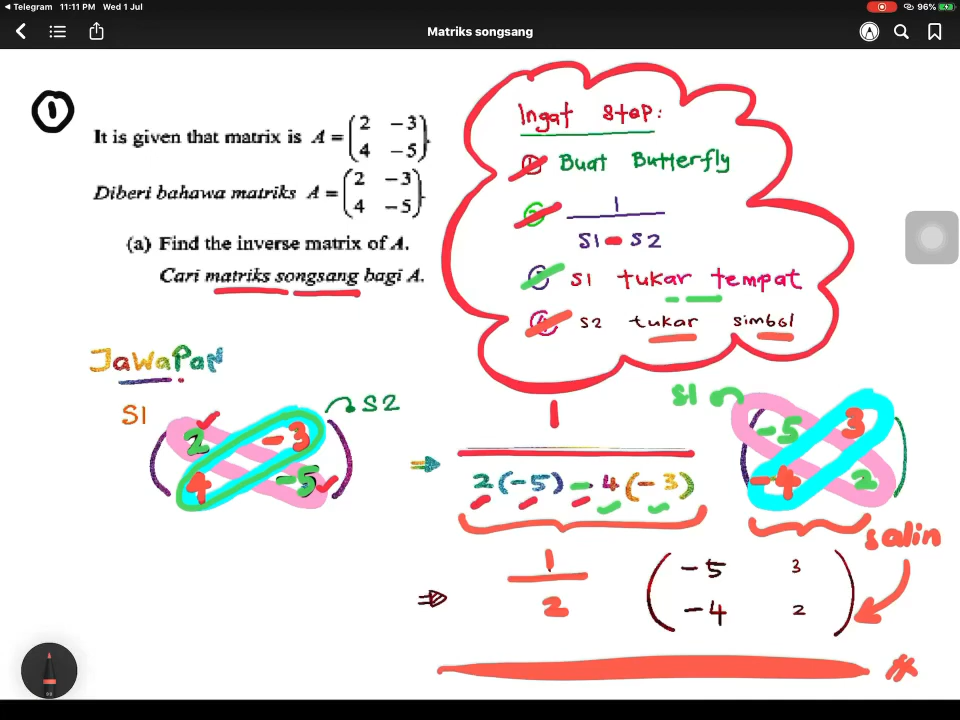 Telegram 11:11 PM Wed 1 Jul 96%
Matriks songsang
1
It is given that matrix is A = (2 -3
4 -5).
Diberi bahawa matriks A = (2 -3
4 -5).
(a) Find the inverse matrix of A.
Cari matriks songsang bagi A.
Ingat step:
① Buat Butterfly
② 1
S1 - S2
③ S1 tukar tempat
④ S2 tukar simbol
Jawapan
S1
S2
2 -3
4 -5
1
2(-5) - 4(-3)
S1
-5 3
-4 2
salin
1
2
(-5 3
-4 2)